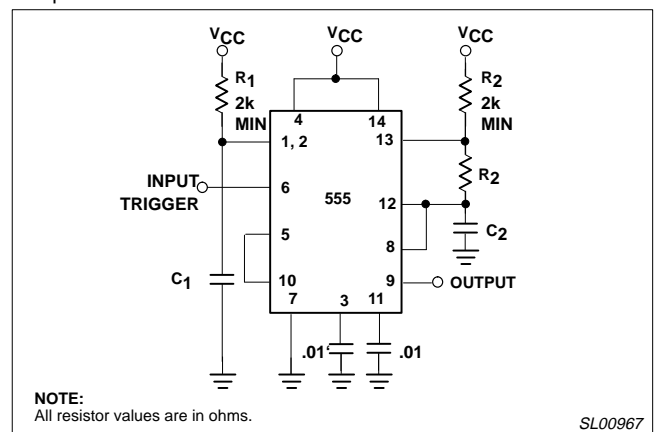 VCC VCC VCC
R1 R2
2k 2k
MIN MIN
4 14
1, 2 13
R2
INPUT
TRIGGER
6 555 12
5 8 C2
C1 10 9 OUTPUT
7 3 11
.01‘ .01
NOTE:
All resistor values are in ohms.
SL00967